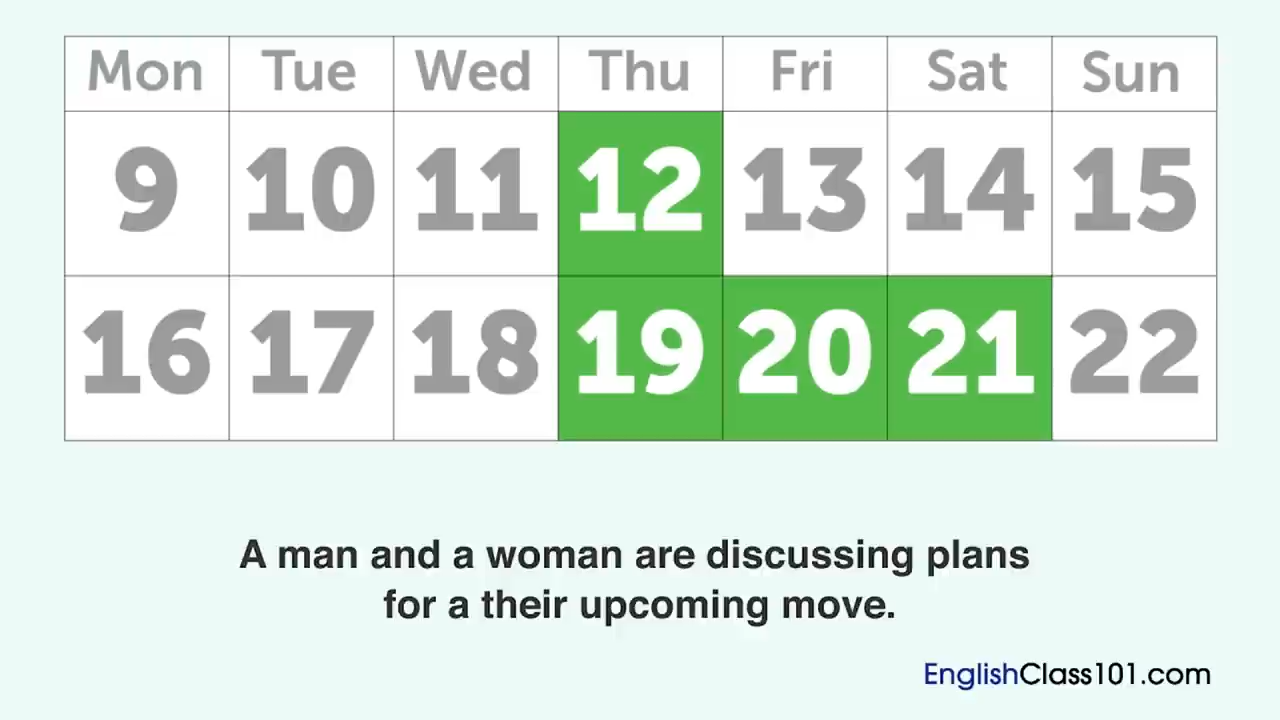 Mon Tue Wed Thu Fri Sat Sun
9 10 11 12 13 14 15
16 17 18 19 20 21 22
A man and a woman are discussing plans
for a their upcoming move.
EnglishClass101.com